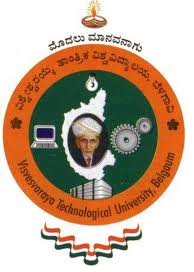 ಮೊದಲು ಮಾನವನಾಗು
ವಿಶ್ವೇಶ್ವರಯ್ಯ ತಾಂತ್ರಿಕ ವಿಶ್ವವಿದ್ಯಾಲಯ, ಬೆಳಗಾವಿ
Visvesvaraya Technological University, Belgaum